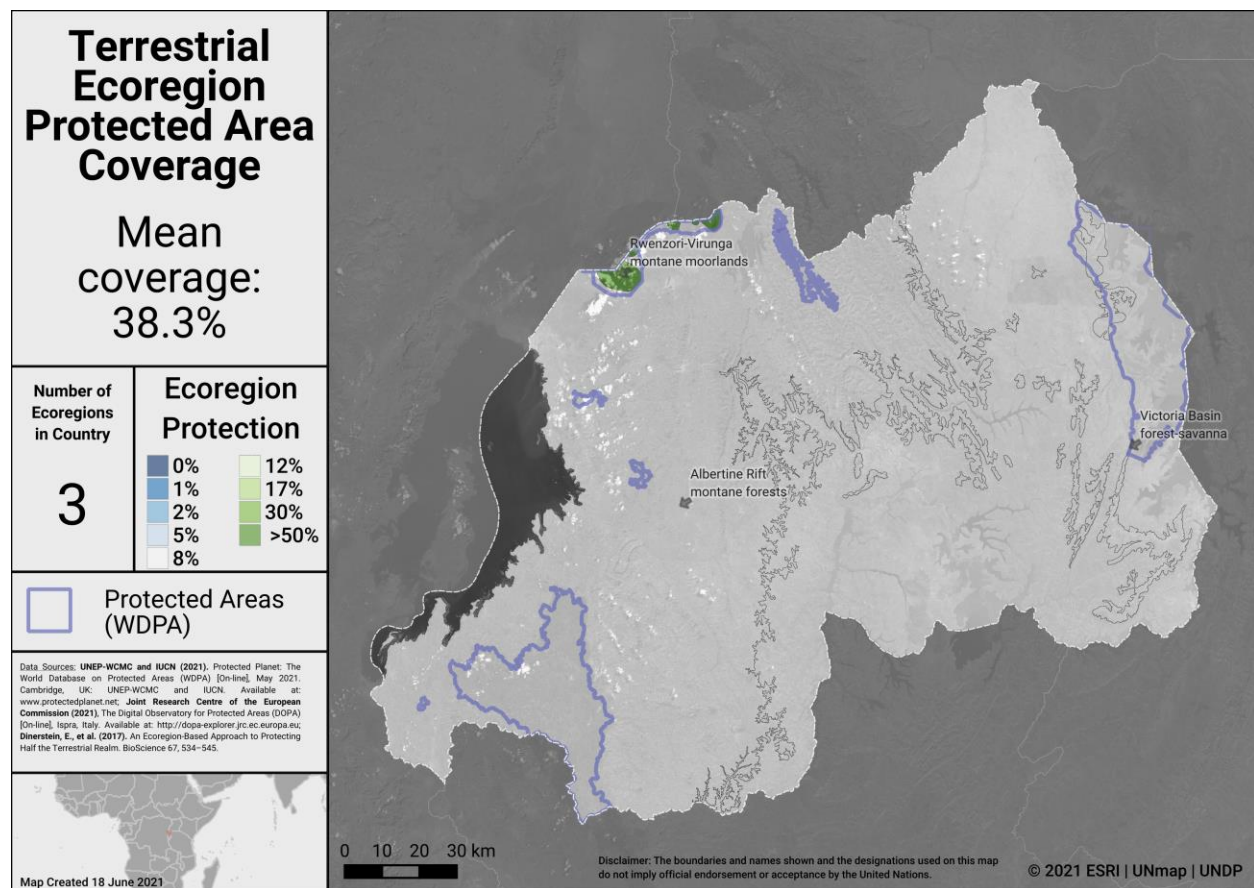 Terrestrial
Ecoregion
Protected Area
Coverage
Mean
coverage:
38.3%
Number of
Ecoregions
in Country
3
Ecoregion
Protection
0%
1%
2%
5%
8%
12%
17%
30%
>50%
Protected Areas
(WDPA)
Data Sources: UNEP-WCMC and IUCN (2021). Protected Planet: The
World Database on Protected Areas (WDPA) [On-line], May 2021.
Cambridge, UK: UNEP-WCMC and IUCN. Available at:
www.protectedplanet.net; Joint Research Centre of the European
Commission (2021), The Digital Observatory for Protected Areas (DOPA)
[On-line], Ispra, Italy. Available at: http://dopa-explorer.jrc.ec.europa.eu;
Dinerstein, E., et al. (2017). An Ecoregion-Based Approach to Protecting
Half the Terrestrial Realm. BioScience 67, 534–545.
Map Created 18 June 2021
Rwenzori-Virunga
montane moorlands
Victoria Basin
forest-savanna
Albertine Rift
montane forests
0 10 20 30 km
Disclaimer: The boundaries and names shown and the designations used on this map
do not imply official endorsement or acceptance by the United Nations.
© 2021 ESRI | UNmap | UNDP